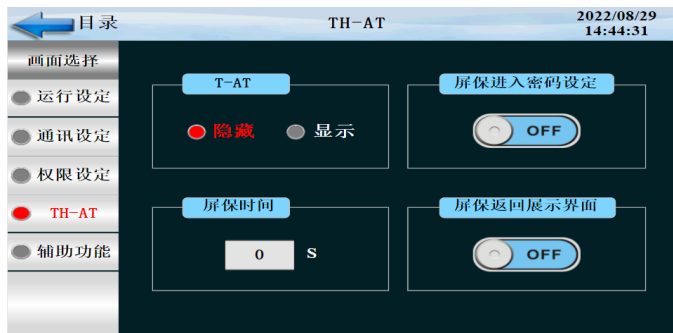 目录
TH-AT
2022/08/29
14:44:31
画面选择
运行设定
通讯设定
权限设定
TH-AT
辅助功能
T-AT
隐藏 显示
屏保进入密码设定
OFF
屏保时间
0 S
屏保返回展示界面
OFF